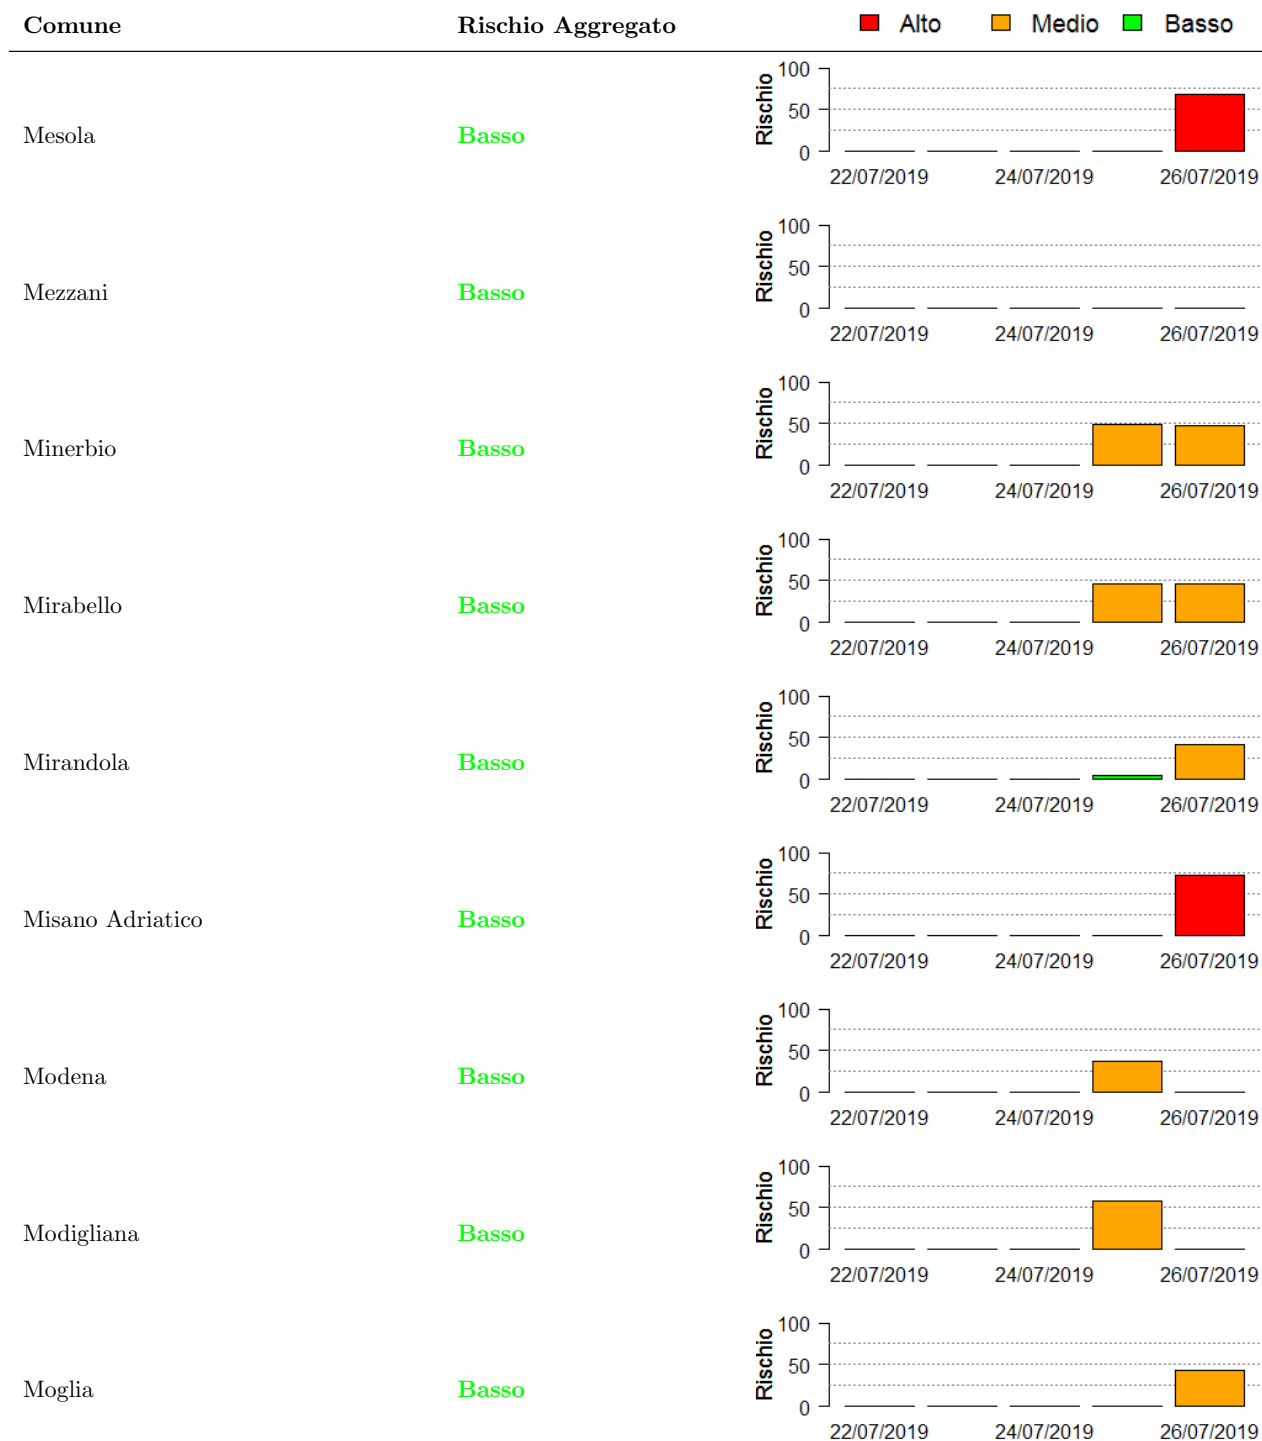 Comune Rischio Aggregato Alto Medio Basso
Mesola Basso Rischio 100 50 0
22/07/2019 24/07/2019 26/07/2019
Mezzani Basso Rischio 100 50 0
22/07/2019 24/07/2019 26/07/2019
Minerbio Basso Rischio 100 50 0
22/07/2019 24/07/2019 26/07/2019
Mirabello Basso Rischio 100 50 0
22/07/2019 24/07/2019 26/07/2019
Mirandola Basso Rischio 100 50 0
22/07/2019 24/07/2019 26/07/2019
Misano Adriatico Basso Rischio 100 50 0
22/07/2019 24/07/2019 26/07/2019
Modena Basso Rischio 100 50 0
22/07/2019 24/07/2019 26/07/2019
Modigliana Basso Rischio 100 50 0
22/07/2019 24/07/2019 26/07/2019
Moglia Basso Rischio 100 50 0
22/07/2019 24/07/2019 26/07/2019